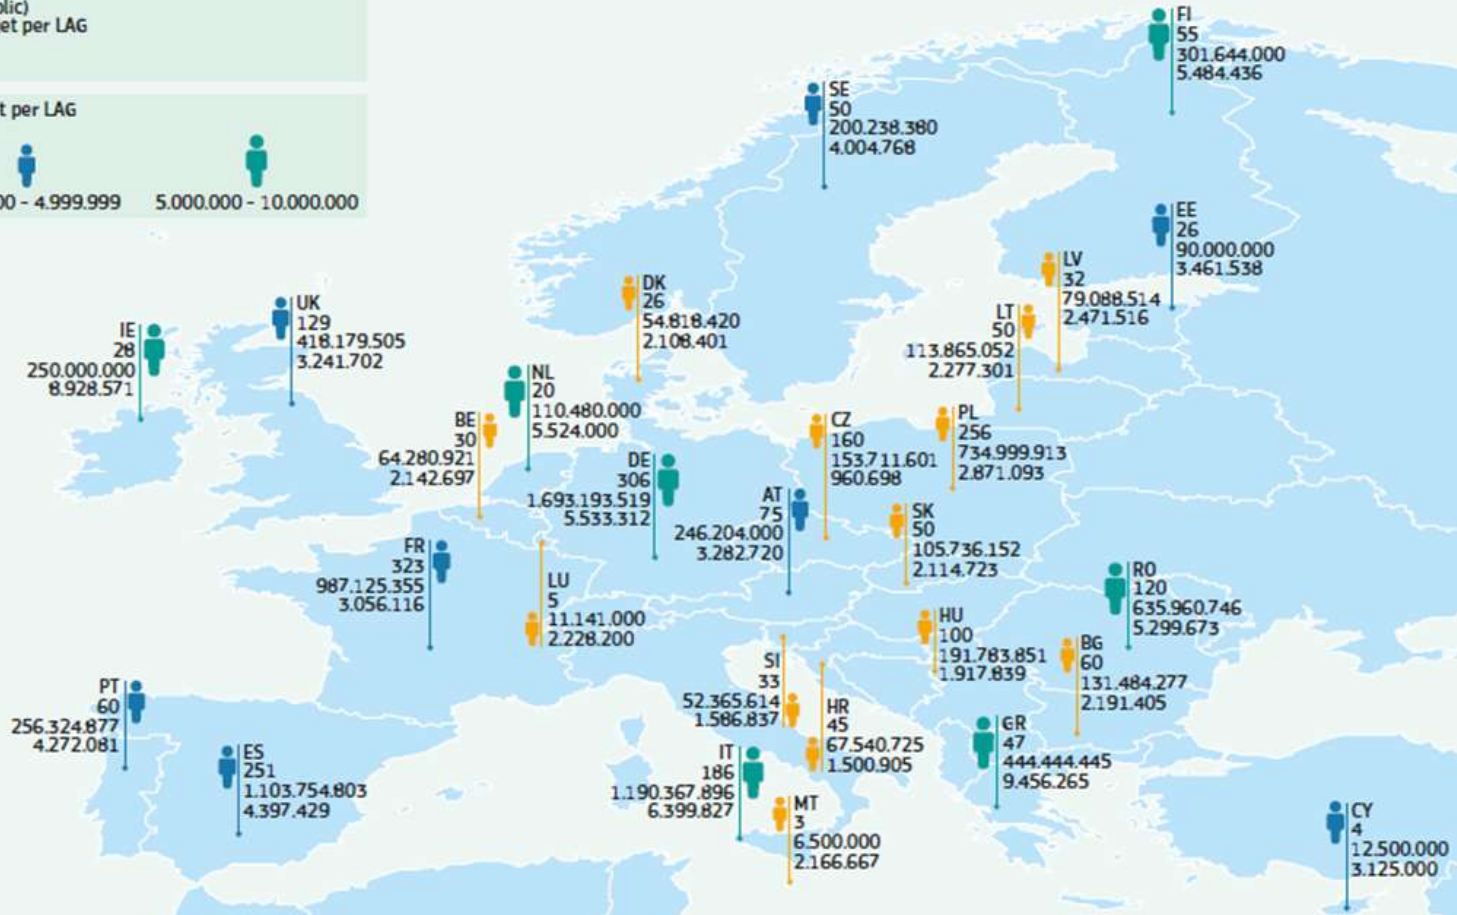 olic)
et per LAG
t per LAG
00 - 4.999.999
5.000.000 - 10.000.000
FI
55
301.644.000
5.484.436
SE
50
200.238.380
4.004.768
EE
26
90.000.000
3.461.538
LV
32
79.088.514
2.471.516
LT
50
113.865.052
2.277.301
DK
26
54.818.420
2.108.401
UK
129
418.179.505
3.241.702
IE
28
250.000.000
8.928.571
NL
20
110.480.000
5.524.000
BE
30
64.280.921
2.142.697
DE
306
1.693.193.519
5.533.312
CZ
160
153.711.601
960.698
PL
256
734.999.913
2.871.093
AT
75
246.204.000
3.282.720
SK
50
105.736.152
2.114.723
FR
323
987.125.355
3.056.116
LU
5
11.141.000
2.228.200
RO
120
635.960.746
5.299.673
HU
100
191.783.851
1.917.839
BG
60
131.484.277
2.191.405
SI
33
52.365.614
1.586.837
HR
45
67.540.725
1.500.905
PT
60
256.324.877
4.272.081
ES
251
1.103.754.803
4.397.429
IT
186
1.190.367.896
6.399.827
GR
47
444.444.445
9.456.265
MT
3
6.500.000
2.166.667
CY
4
12.500.000
3.125.000